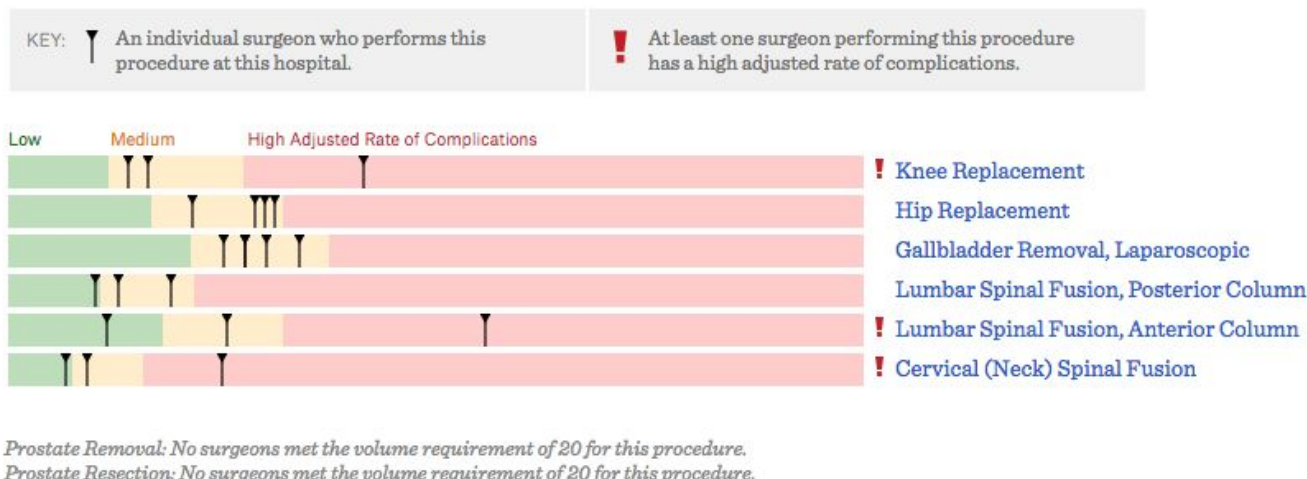 KEY: An individual surgeon who performs this
procedure at this hospital.
At least one surgeon performing this procedure
has a high adjusted rate of complications.
Low Medium High Adjusted Rate of Complications
Knee Replacement
Hip Replacement
Gallbladder Removal, Laparoscopic
Lumbar Spinal Fusion, Posterior Column
Lumbar Spinal Fusion, Anterior Column
Cervical (Neck) Spinal Fusion
Prostate Removal: No surgeons met the volume requirement of 20 for this procedure.
Prostate Resection: No surgeons met the volume requirement of 20 for this procedure.